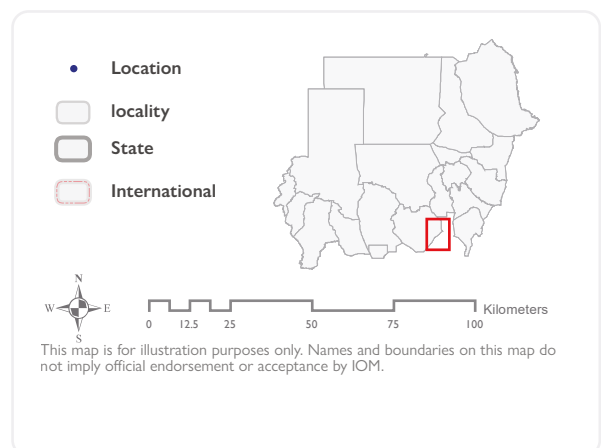 Location
locality
State
International
N
W E
S
0 12.5 25 50 75 100 Kilometers
This map is for illustration purposes only. Names and boundaries on this map do
not imply official endorsement or acceptance by IOM.